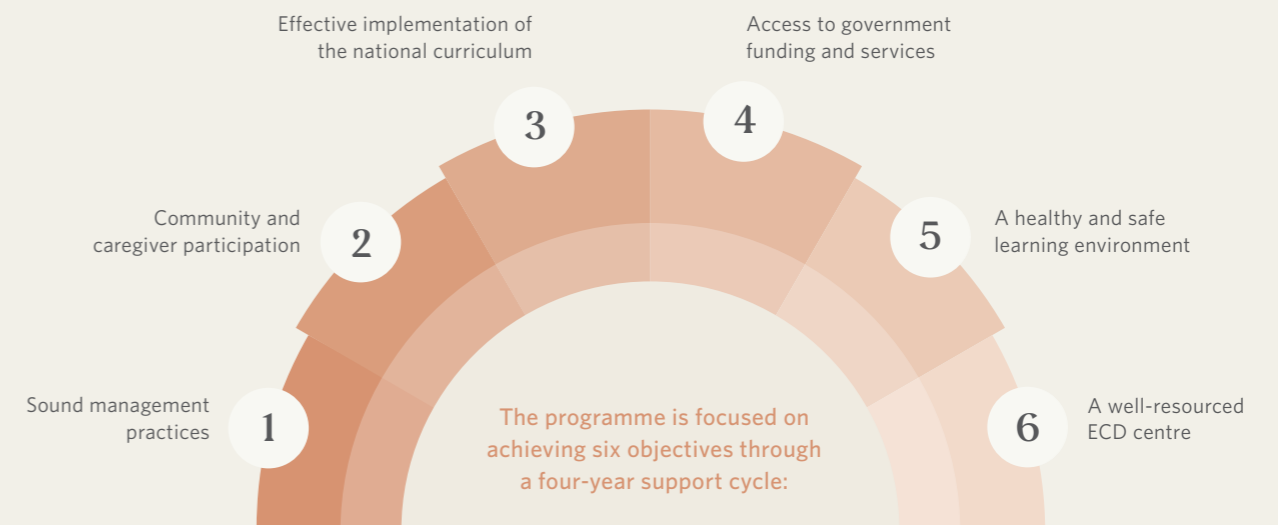 Effective implementation of
the national curriculum
Access to government
funding and services
3
4
Community and
caregiver participation
2
5
A healthy and safe
learning environment
Sound management
practices
1
The programme is focused on
achieving six objectives through
a four-year support cycle:
6
A well-resourced
ECD centre